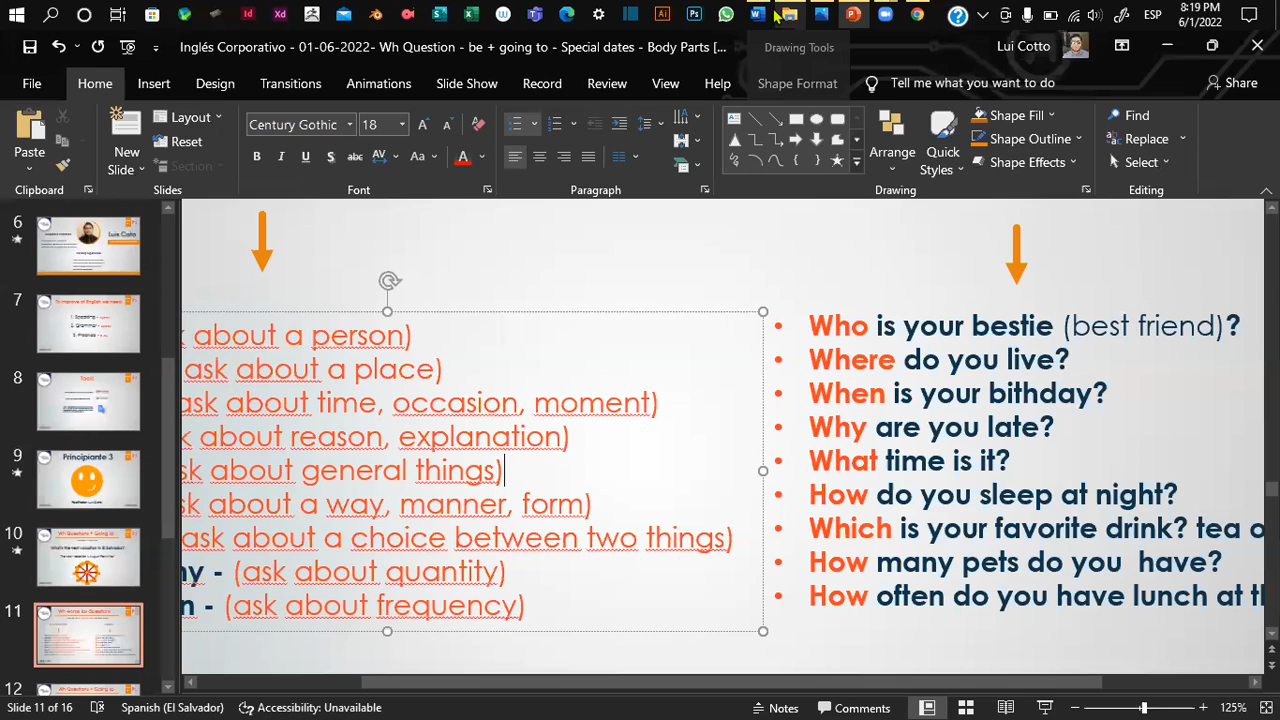 8:19 PM
ESP
6/1/2022
Inglés Corporativo - 01-06-2022- Wh Question - be + going to - Special dates - Body Parts [...
Drawing Tools
Lui Cotto
File
Home
Insert
Design
Transitions
Animations
Slide Show
Record
Review
View
Help
Shape Format
Tell me what you want to do
Share
Paste
Clipboard
New
Slides
Layout
Reset
Section
Slides
Century Gothic
18
Font
Paragraph
Arrange
Quick
Styles
Drawing
Shape Fill
Shape Outline
Shape Effects
Find
Replace
Select
Editing
6
7
8
9
Principiante 3
10
11
12
k about a person)
ask about a place)
ask about time, occasion, moment)
k about reason, explanation)
sk about general things)
sk about a way, manner, form)
ask about a choice between two things)
ny - (ask about quantity)
n - (ask about frequency)
• Who is your bestie (best friend)?
• Where do you live?
• When is your bithday?
• Why are you late?
• What time is it?
• How do you sleep at night?
• Which is your favorite drink? tea o
• How many pets do you have?
• How often do you have lunch at th
Slide 11 of 16
Spanish (El Salvador)
Accessibility: Unavailable
Notes
Comments
125%